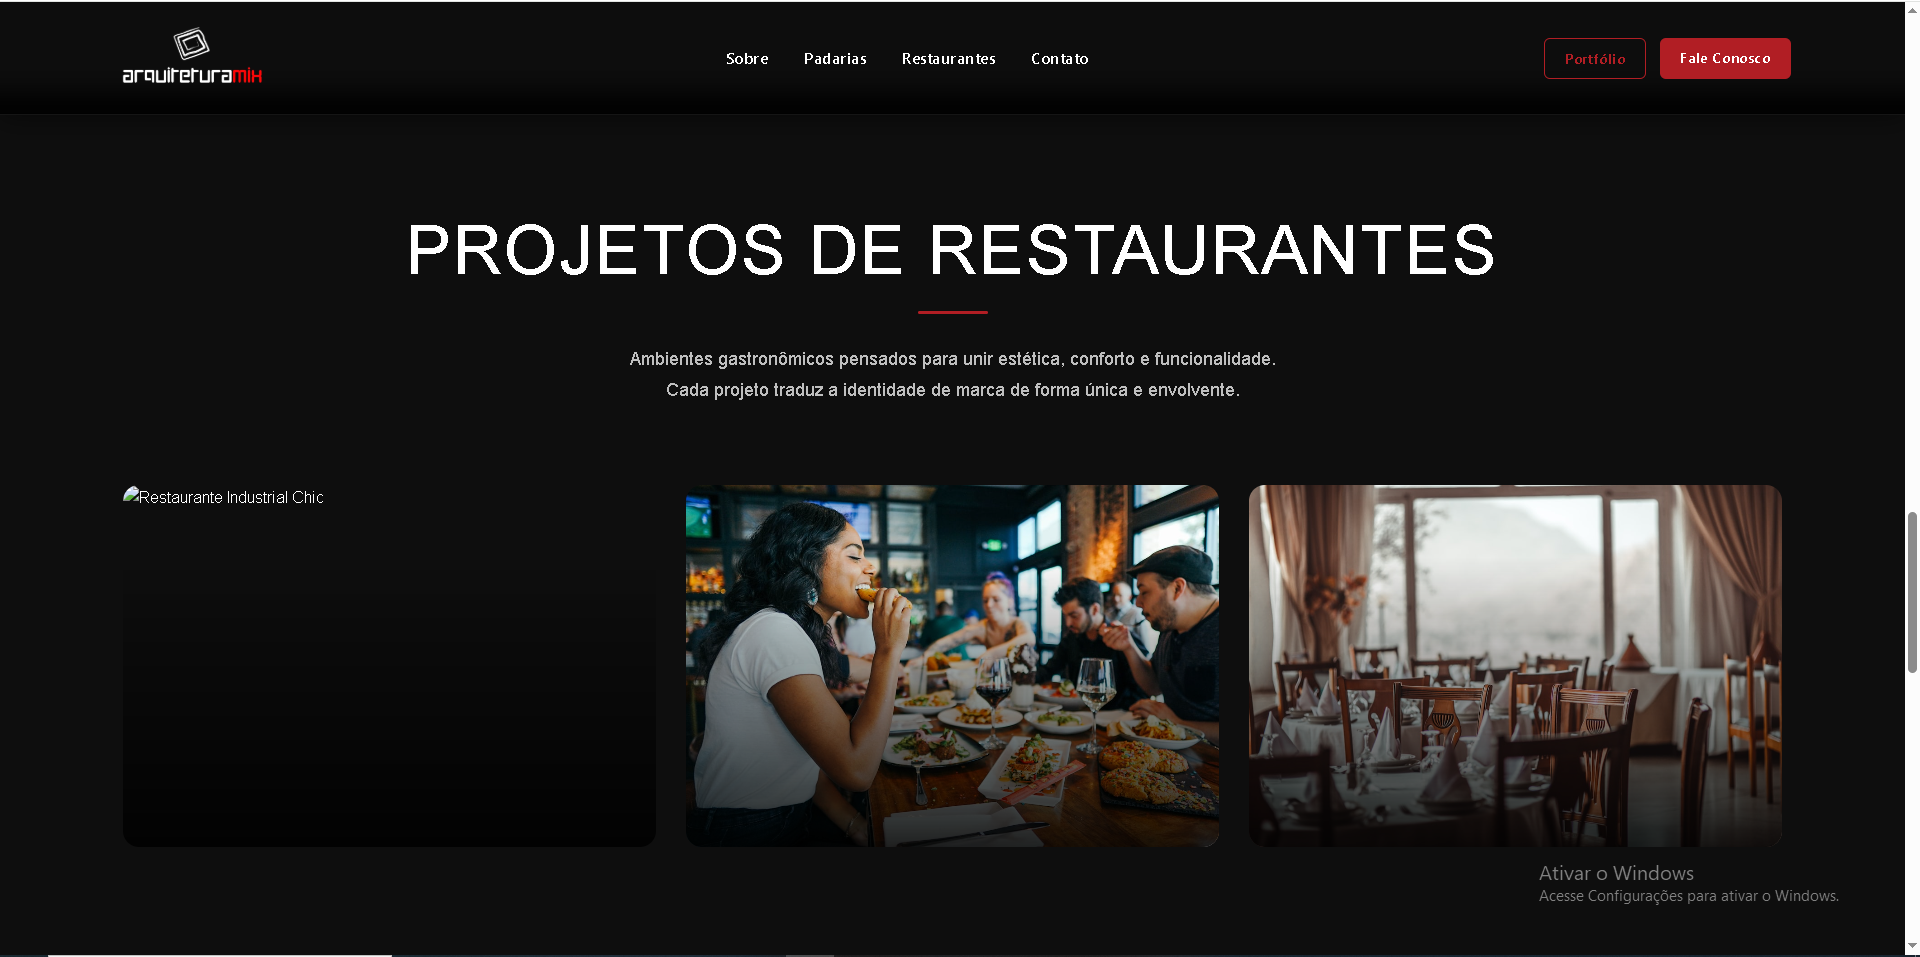 arquiteturamix
Sobre
Padarias
Restaurantes
Contato
Portfólio
Fale Conosco
PROJETOS DE RESTAURANTES
Ambientes gastronômicos pensados para unir estética, conforto e funcionalidade.
Cada projeto traduz a identidade de marca de forma única e envolvente.
Restaurante Industrial Chic
Ativar o Windows
Acesse Configurações para ativar o Windows.